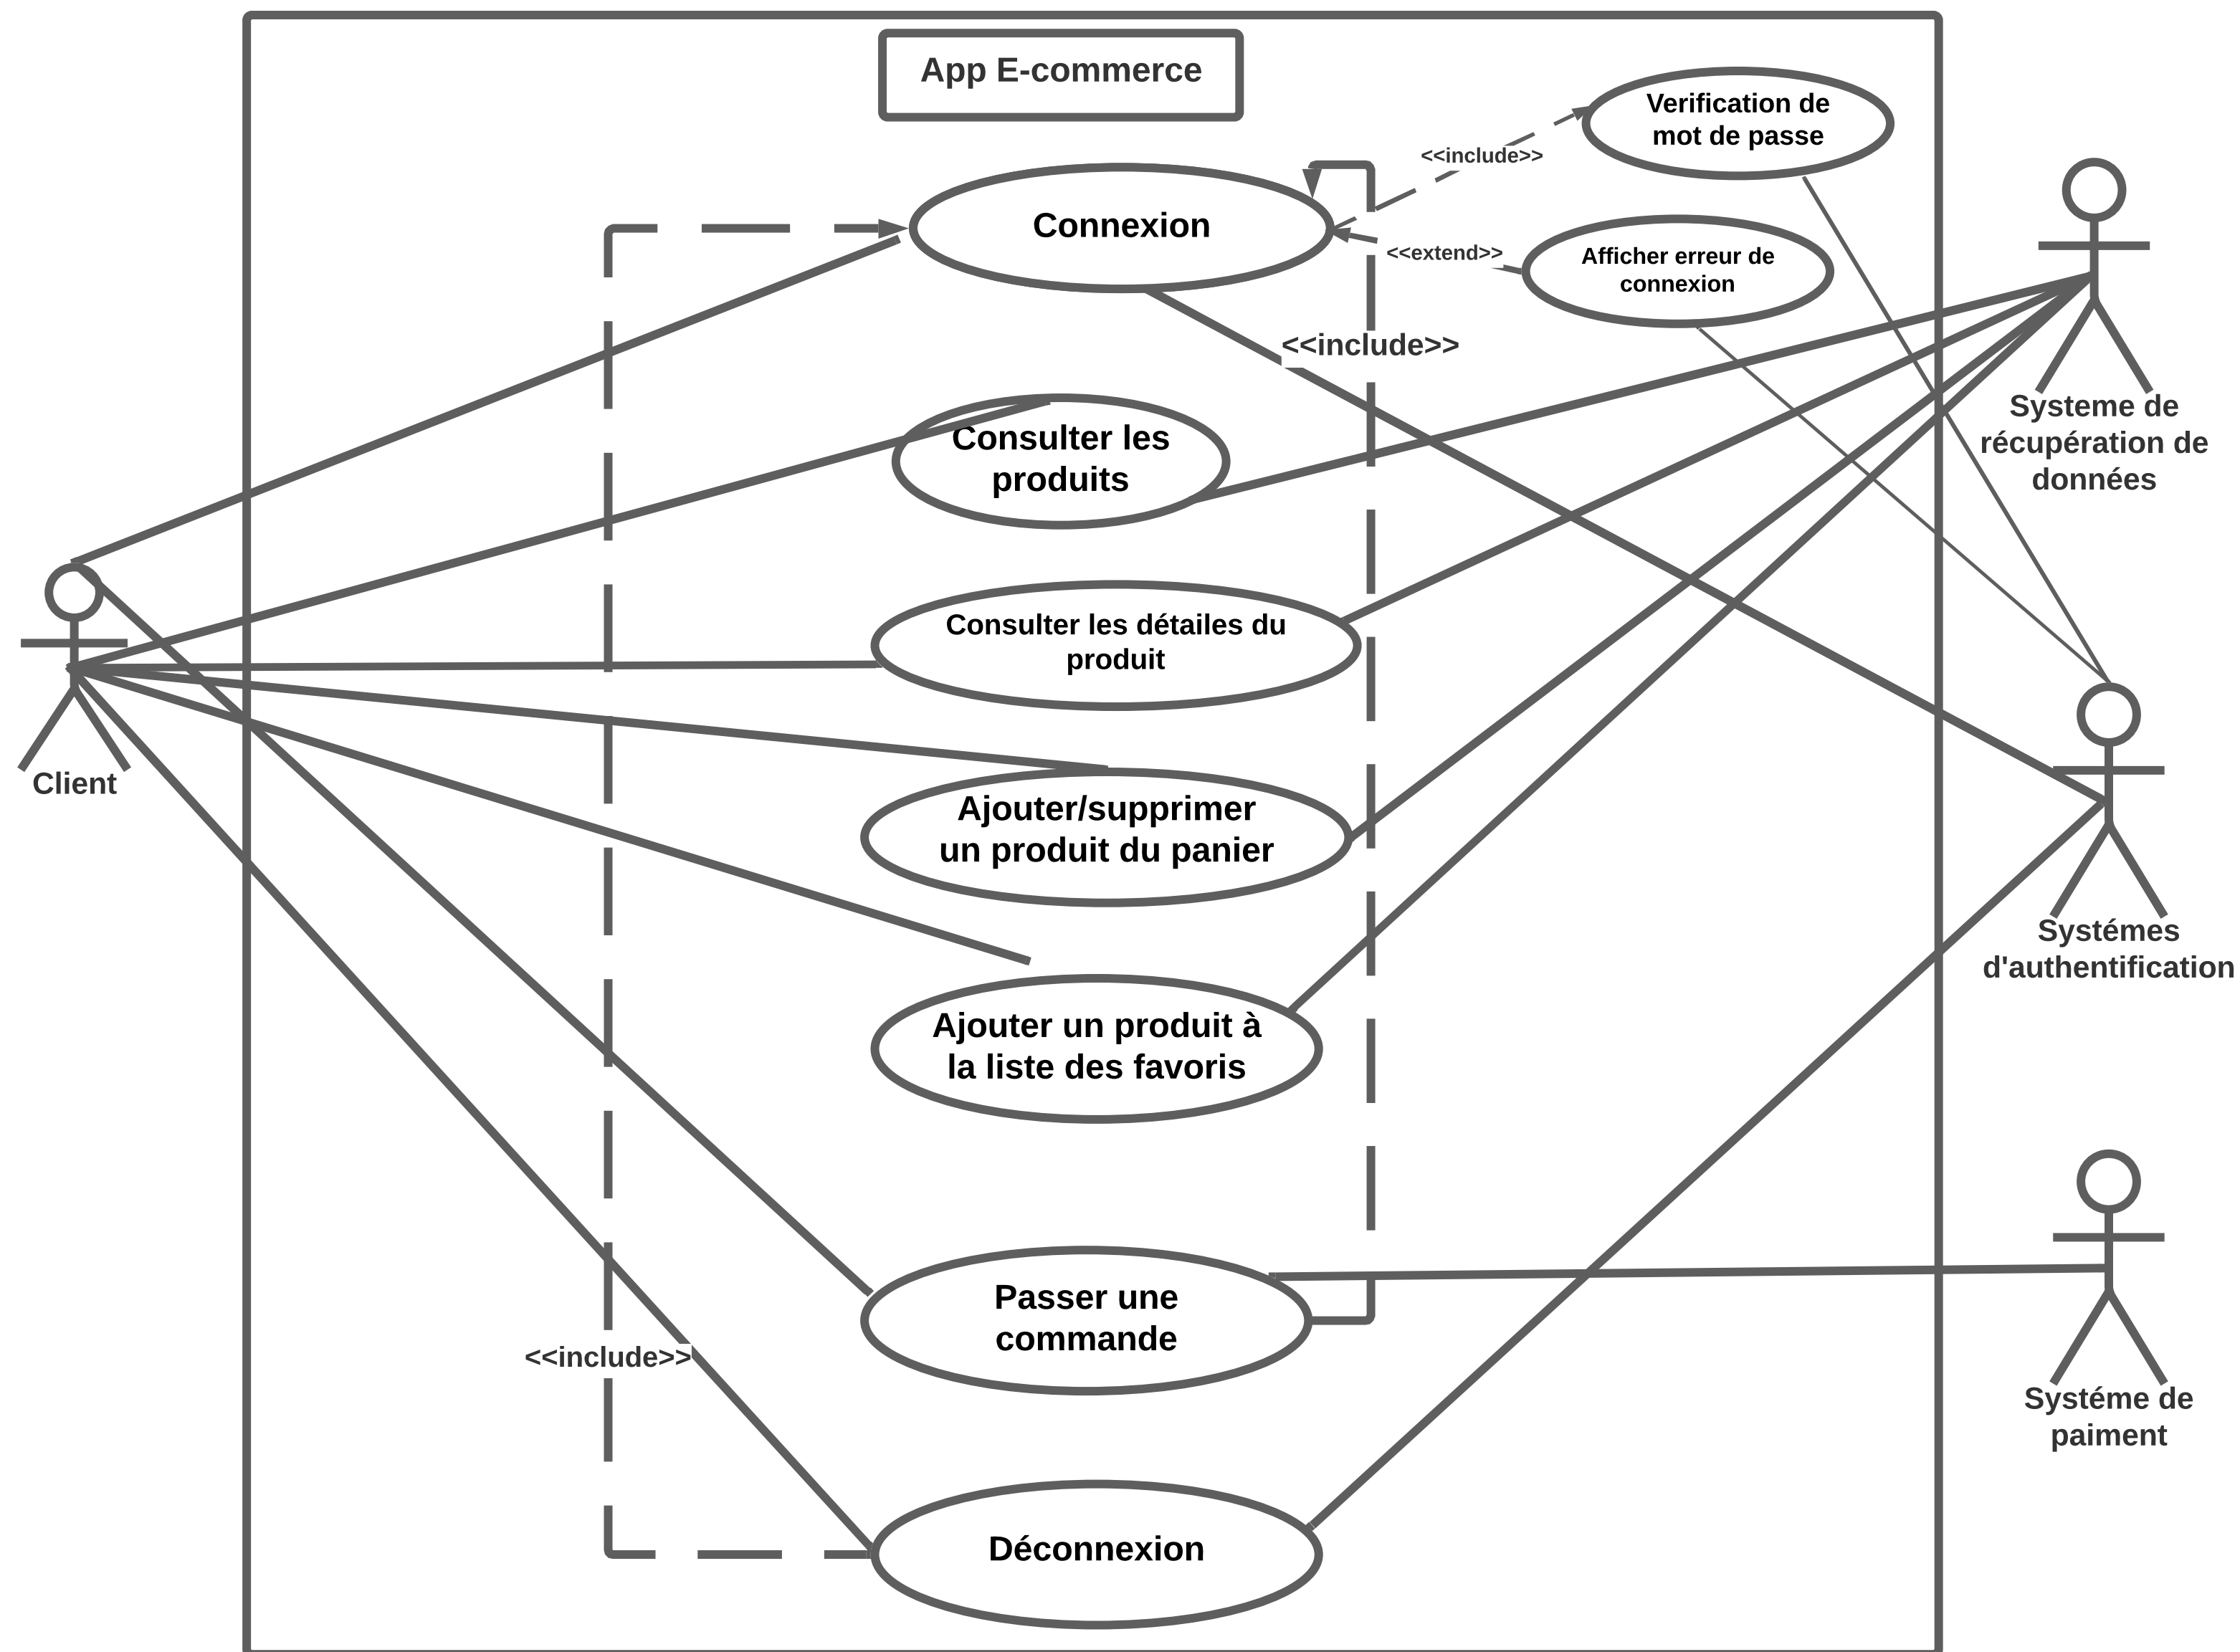 App E-commerce
Verification de
mot de passe
<<include>>
Connexion
<<extend>>
Afficher erreur de
connexion
<<include>>
Systeme de
récupération de
données
Consulter les
produits
Consulter les détailes du
produit
Client
Ajouter/supprimer
un produit du panier
Systémes
d'authentification
Ajouter un produit à
la liste des favoris
Passer une
commande
<<include>>
Systéme de
paiment
Déconnexion